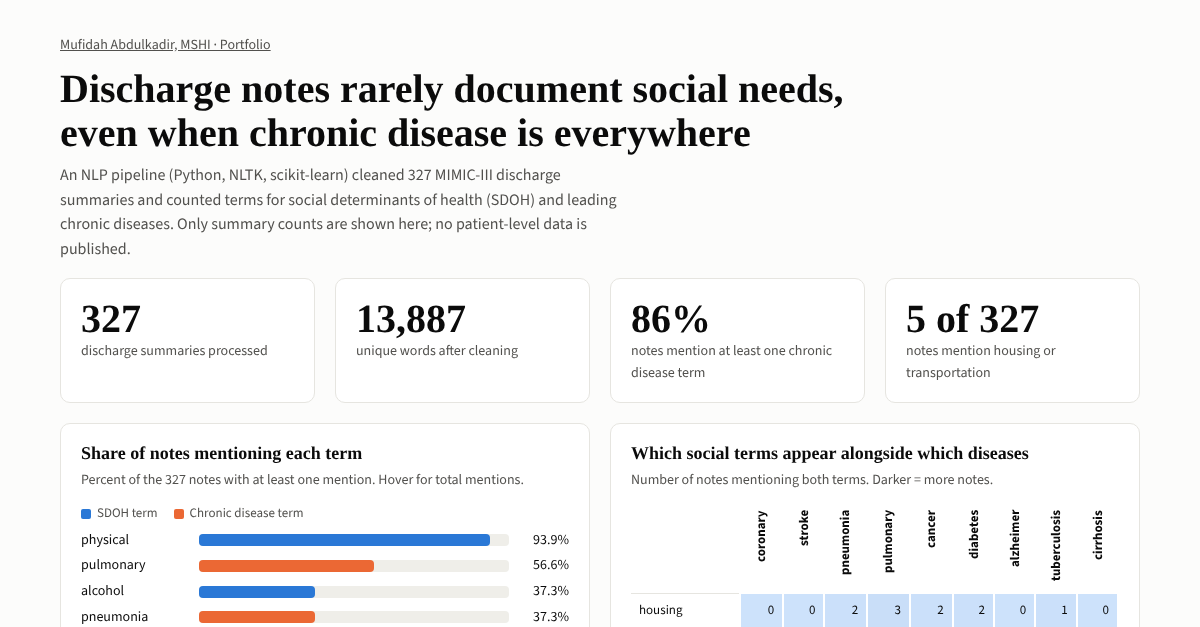 Mufidah Abdulkadir, MSHI · Portfolio
Discharge notes rarely document social needs,
even when chronic disease is everywhere
An NLP pipeline (Python, NLTK, scikit-learn) cleaned 327 MIMIC-III discharge
summaries and counted terms for social determinants of health (SDOH) and leading
chronic diseases. Only summary counts are shown here; no patient-level data is
published.
327
discharge summaries processed
13,887
unique words after cleaning
86%
notes mention at least one chronic
disease term
5 of 327
notes mention housing or
transportation
Share of notes mentioning each term
Percent of the 327 notes with at least one mention. Hover for total mentions.
SDOH term Chronic disease term
physical 93.9%
pulmonary 56.6%
alcohol 37.3%
pneumonia 37.3%
Which social terms appear alongside which diseases
Number of notes mentioning both terms. Darker = more notes.
coronary stroke pneumonia pulmonary cancer diabetes alzheimer tuberculosis cirrhosis
housing 0 0 2 3 2 2 0 1 0